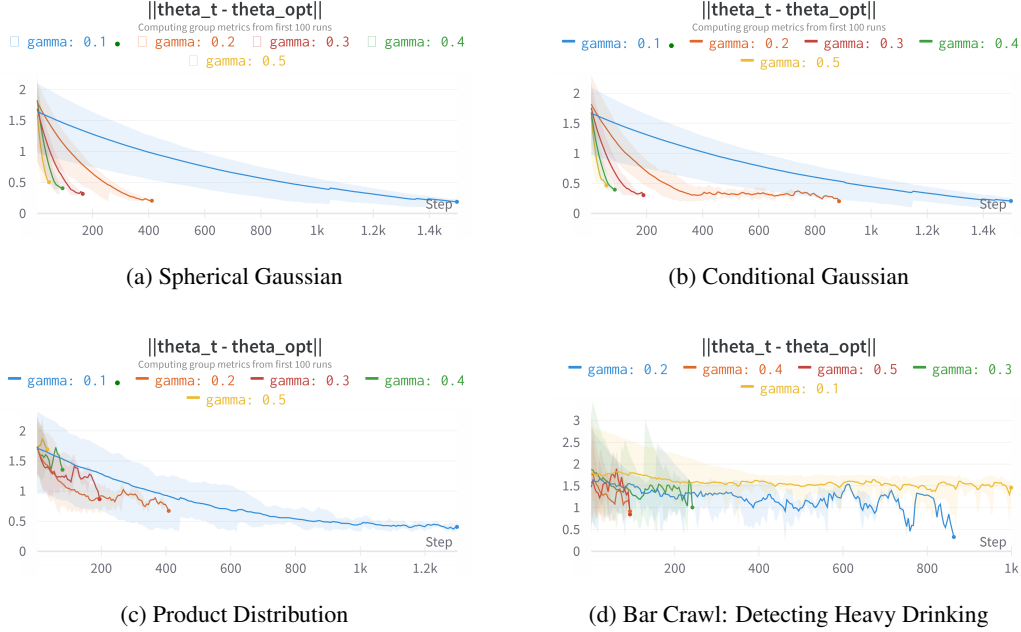 ||theta_t - theta_opt||
Computing group metrics from first 100 runs
gamma: 0.1 gamma: 0.2 gamma: 0.3 gamma: 0.4
gamma: 0.5
2
1.5
1
0.5
0
Step
200 400 600 800 1k 1.2k 1.4k
(a) Spherical Gaussian
||theta_t - theta_opt||
Computing group metrics from first 100 runs
gamma: 0.1 gamma: 0.2 gamma: 0.3 gamma: 0.4
gamma: 0.5
2
1.5
1
0.5
0
Step
200 400 600 800 1k 1.2k 1.4k
(b) Conditional Gaussian
||theta_t - theta_opt||
Computing group metrics from first 100 runs
gamma: 0.1 gamma: 0.2 gamma: 0.3 gamma: 0.4
gamma: 0.5
2
1.5
1
0.5
0
Step
200 400 600 800 1k 1.2k
(c) Product Distribution
||theta_t - theta_opt||
gamma: 0.2 gamma: 0.4 gamma: 0.5 gamma: 0.3
gamma: 0.1
3
2.5
2
1.5
1
0.5
0
Step
200 400 600 800 1k
(d) Bar Crawl: Detecting Heavy Drinking